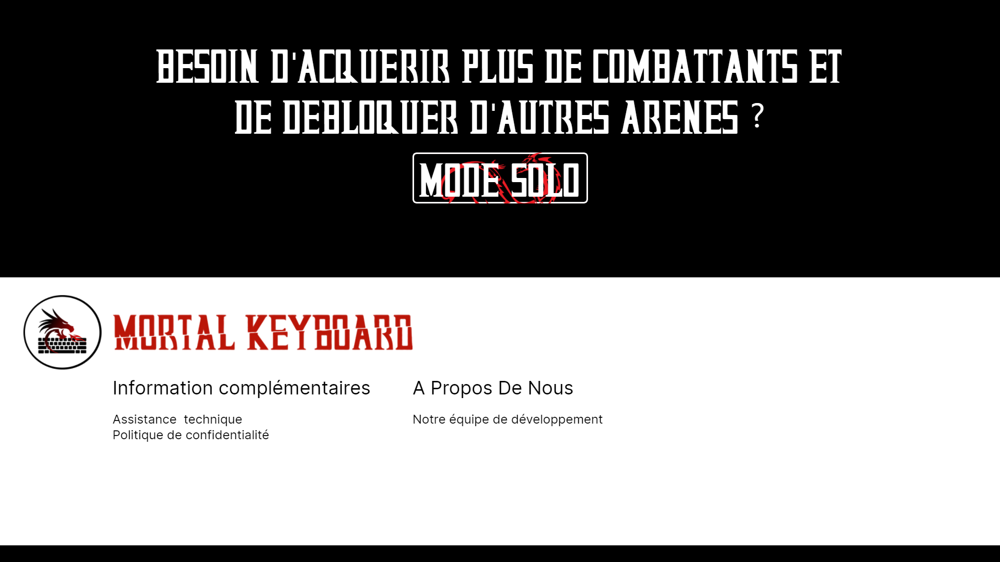 BESOIN D'ACQUERIR PLUS DE COMBATTANTS ET
DE DEBLOQUER D'AUTRES ARENES ?
MODE SOLO
MORTAL KEYBOARD
Information complémentaires
A Propos De Nous
Assistance technique
Notre équipe de développement
Politique de confidentialité